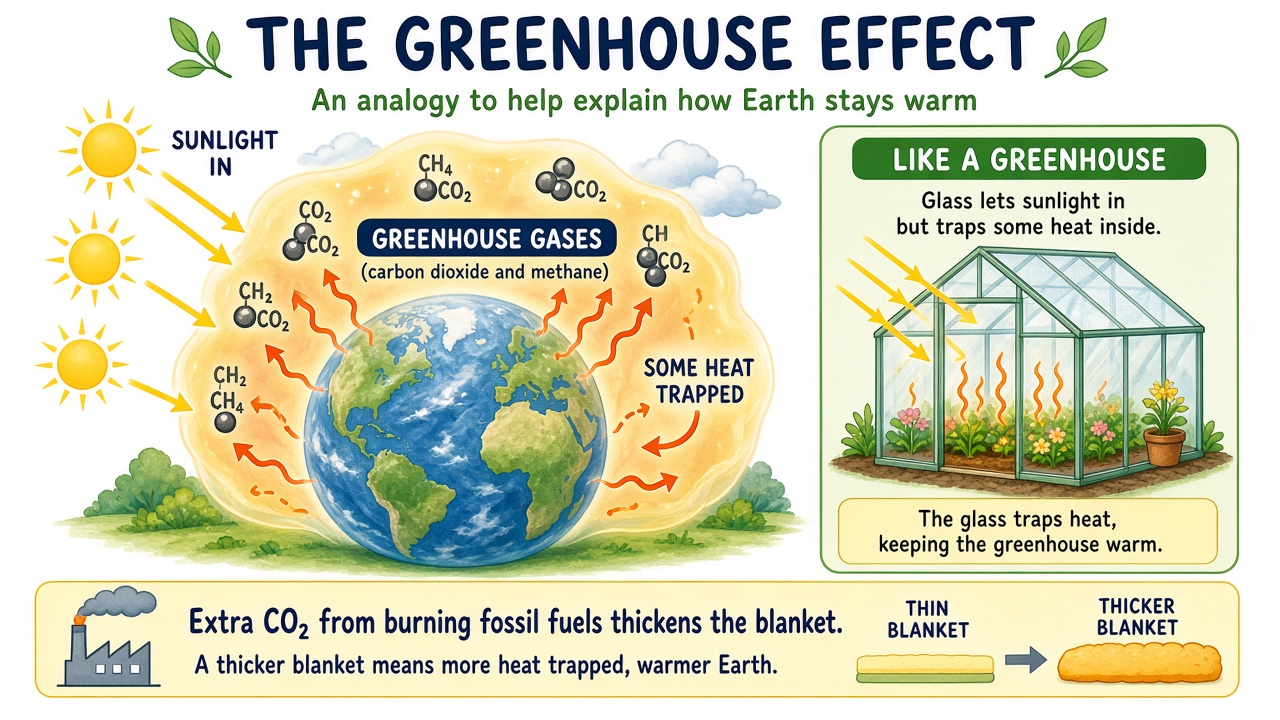 THE GREENHOUSE EFFECT
An analogy to help explain how Earth stays warm
SUNLIGHT
IN
CH₄
CO₂
CO₂
CO₂
CO₂
GREENHOUSE GASES
(carbon dioxide and methane)
CH
CO₂
CH₂
CO₂
CH₂
CH₄
SOME HEAT
TRAPPED
LIKE A GREENHOUSE
Glass lets sunlight in
but traps some heat inside.
The glass traps heat,
keeping the greenhouse warm.
Extra CO₂ from burning fossil fuels thickens the blanket.
A thicker blanket means more heat trapped, warmer Earth.
THIN
BLANKET
THICKER
BLANKET